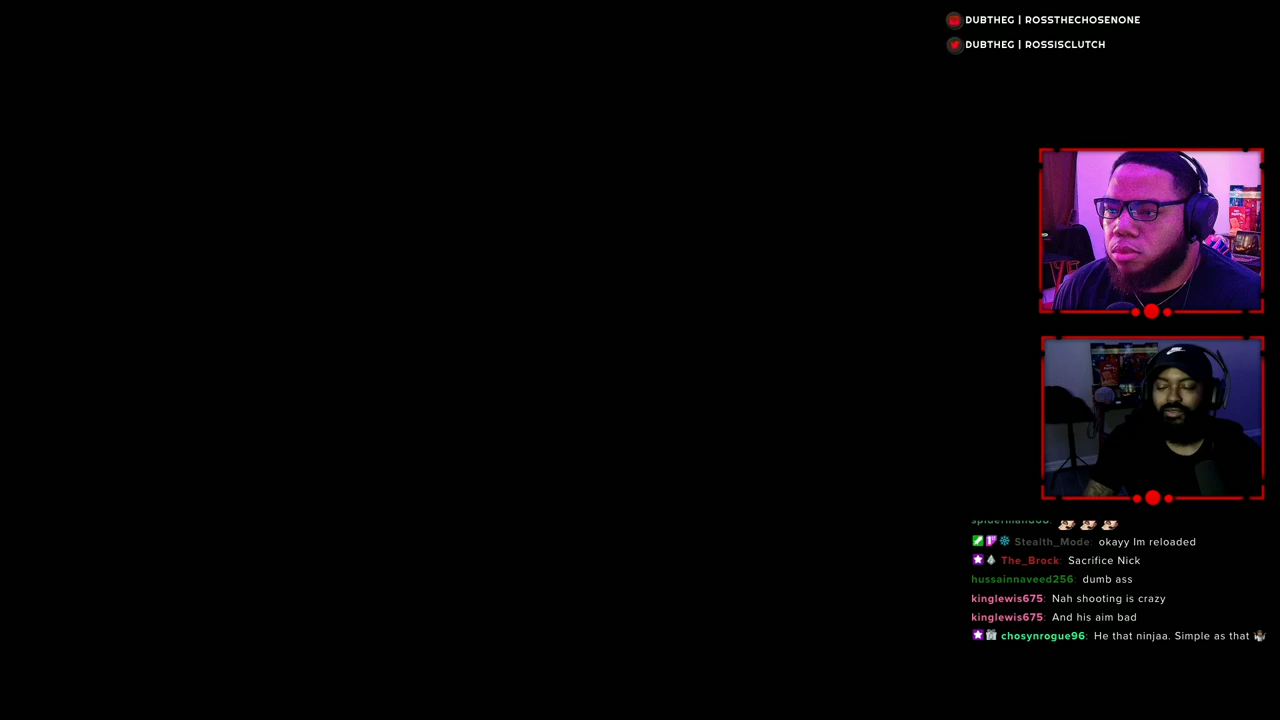 DUBTHEG | ROSSTHECHOSENONE
DUBTHEG | ROSSISCLUTCH
Stealth_Mode: okayy Im reloaded
The_Brock: Sacrifice Nick
hussainnaveed256: dumb ass
kinglewis675: Nah shooting is crazy
kinglewis675: And his aim bad
chosynrogue96: He that ninjaa. Simple as that